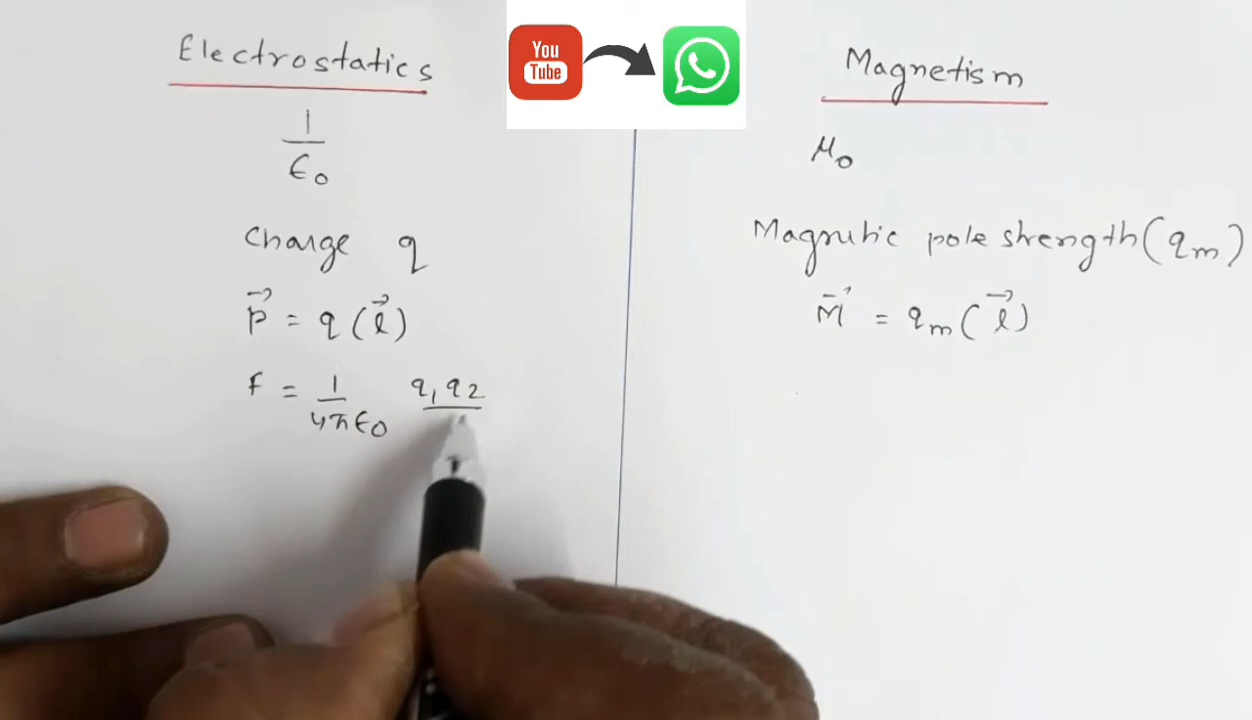 Electrostatics
1/ϵ₀
Charge q
p⃗ = q (l⃗)
F = 1/4πϵ₀ q₁q₂/
You
Tube
Magnetism
μ₀
Magnetic pole strength (qₘ)
M⃗ = qₘ(l⃗)